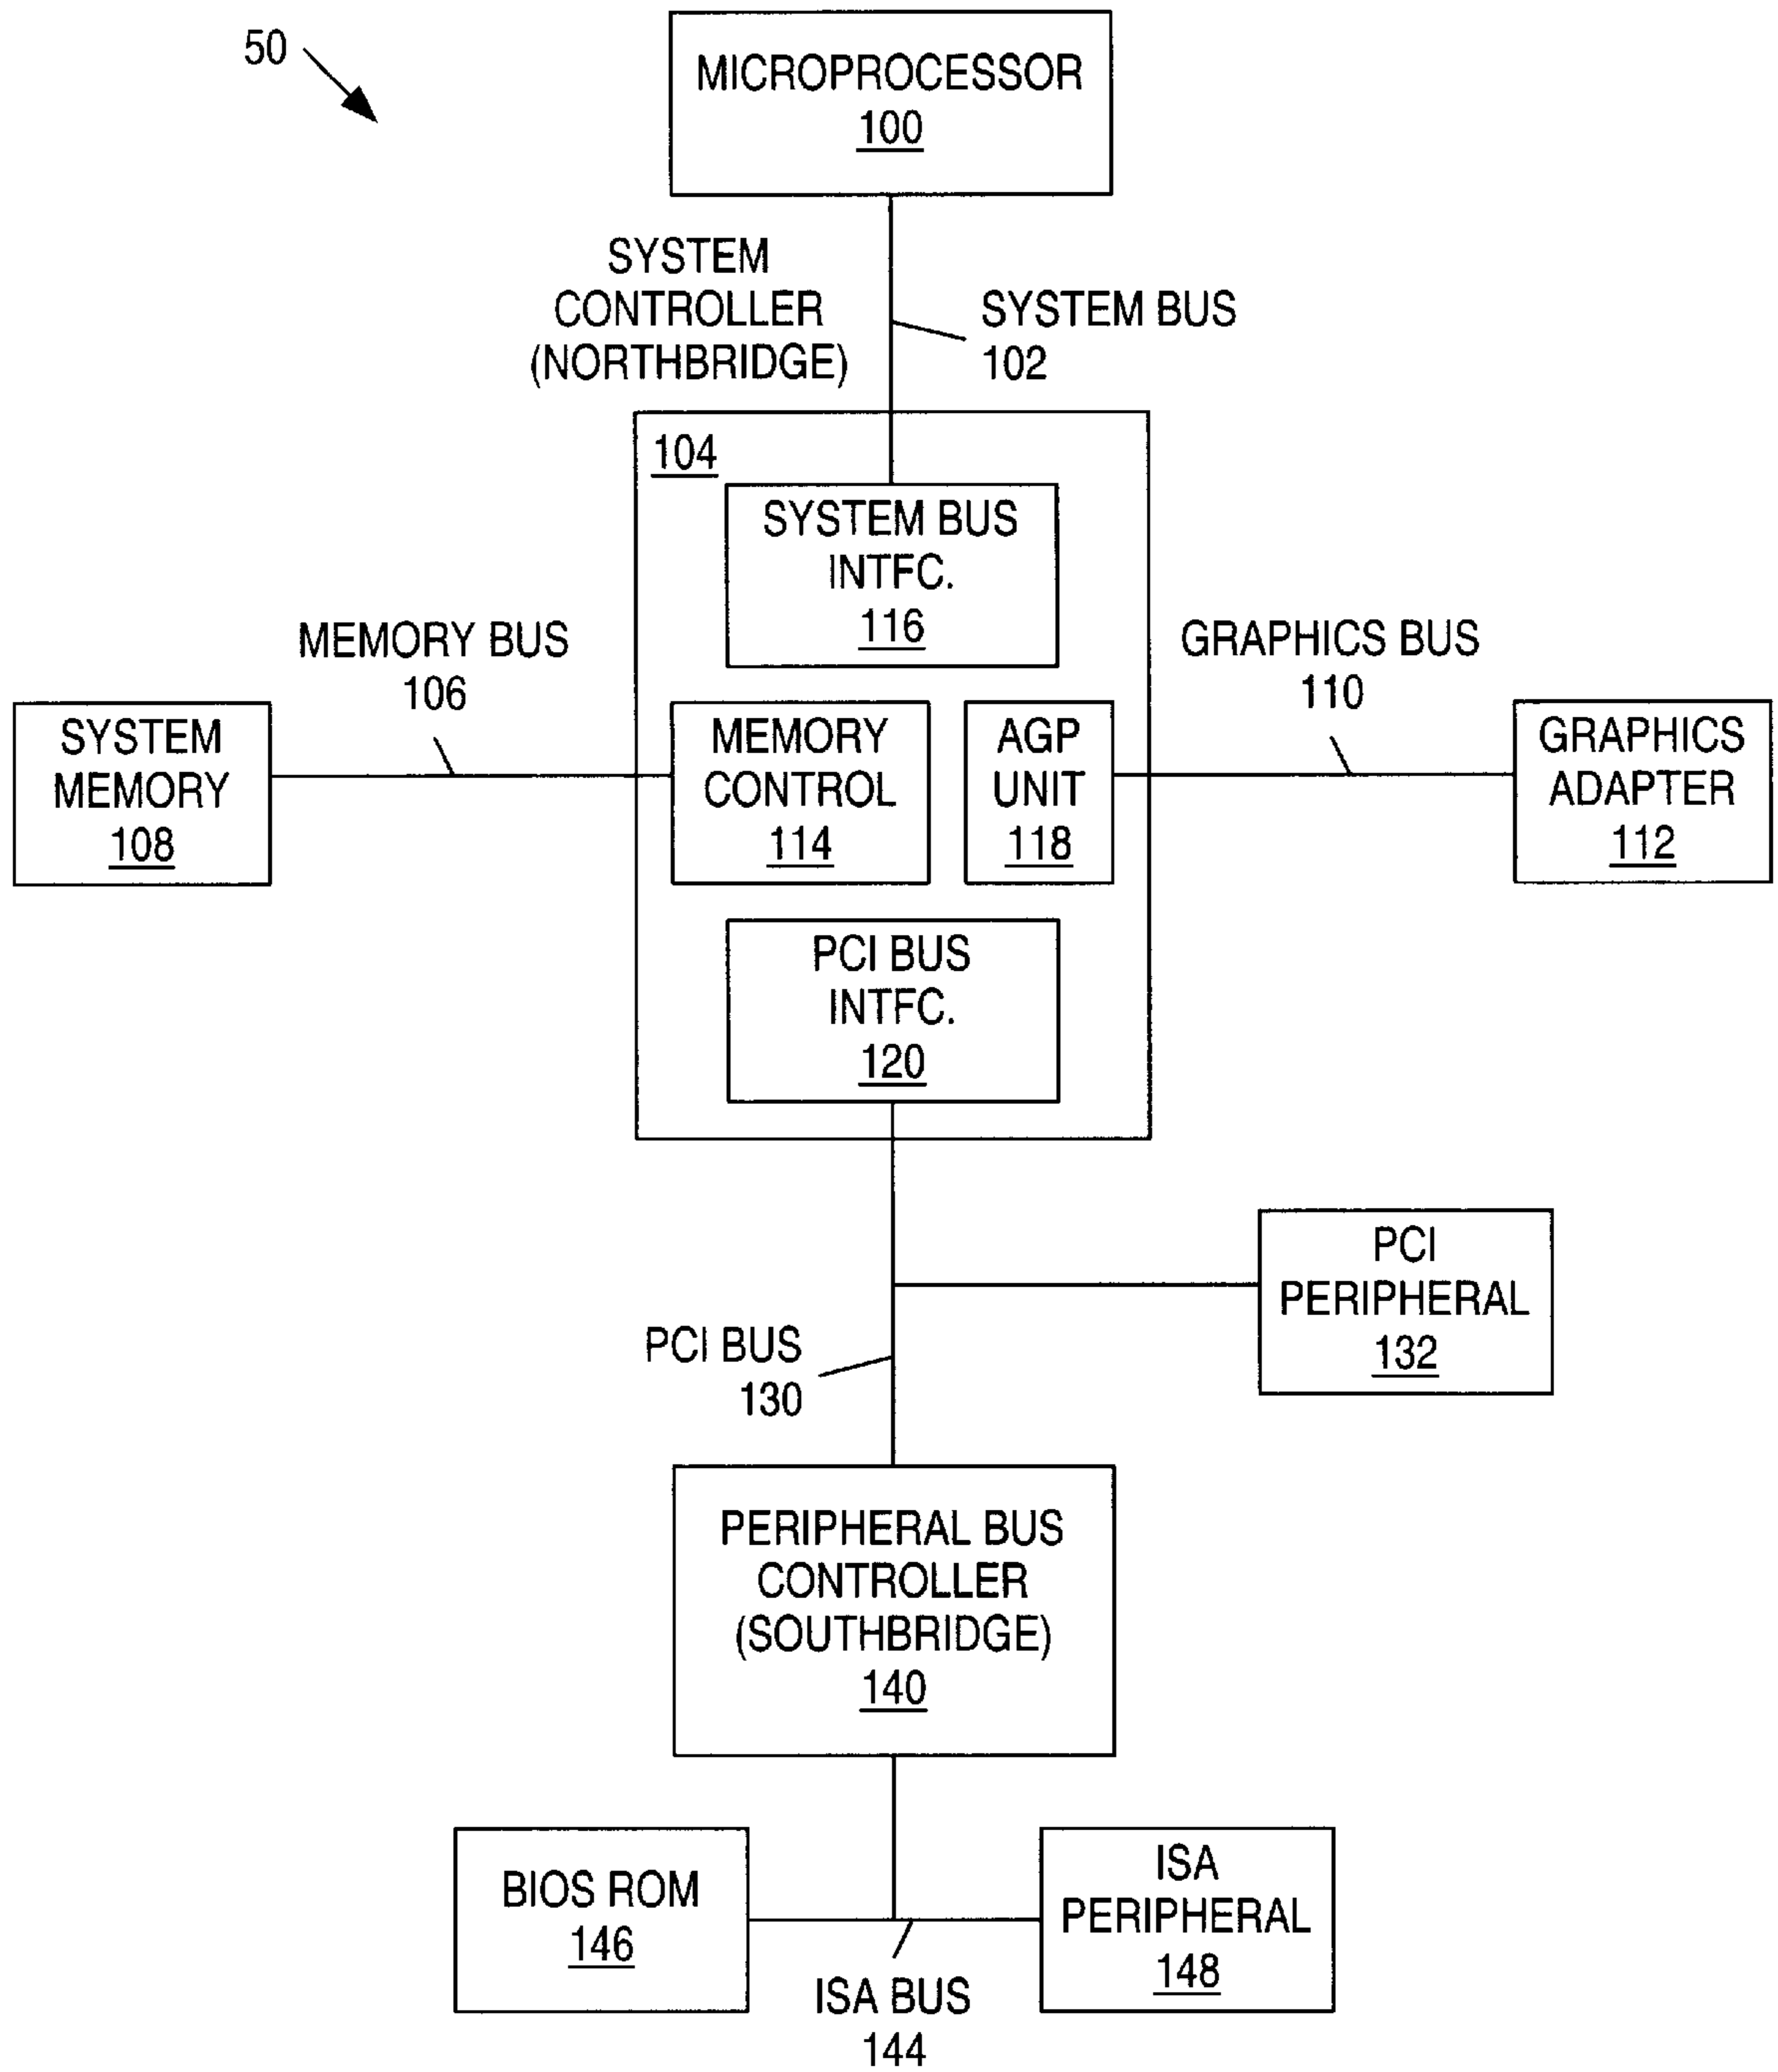 50
MICROPROCESSOR
100
SYSTEM
CONTROLLER
(NORTHBRIDGE)
SYSTEM BUS
102
104
SYSTEM BUS
INTFC.
116
MEMORY BUS
106
GRAPHICS BUS
110
SYSTEM
MEMORY
108
MEMORY
CONTROL
114
AGP
UNIT
118
GRAPHICS
ADAPTER
112
PCI BUS
INTFC.
120
PCI
PERIPHERAL
132
PCI BUS
130
PERIPHERAL BUS
CONTROLLER
(SOUTHBRIDGE)
140
BIOS ROM
146
ISA
PERIPHERAL
148
ISA BUS
144